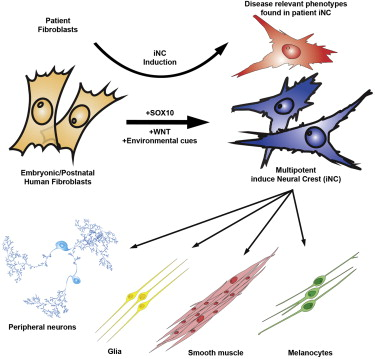 Patient
Fibroblasts
Disease relevant phenotypes
found in patient iNC
iNC
Induction
+SOX10
+WNT
+Environmental cues
Embryonic/Postnatal
Human Fibroblasts
Multipotent
induce Neural Crest (iNC)
Peripheral neurons
Glia
Smooth muscle
Melanocytes